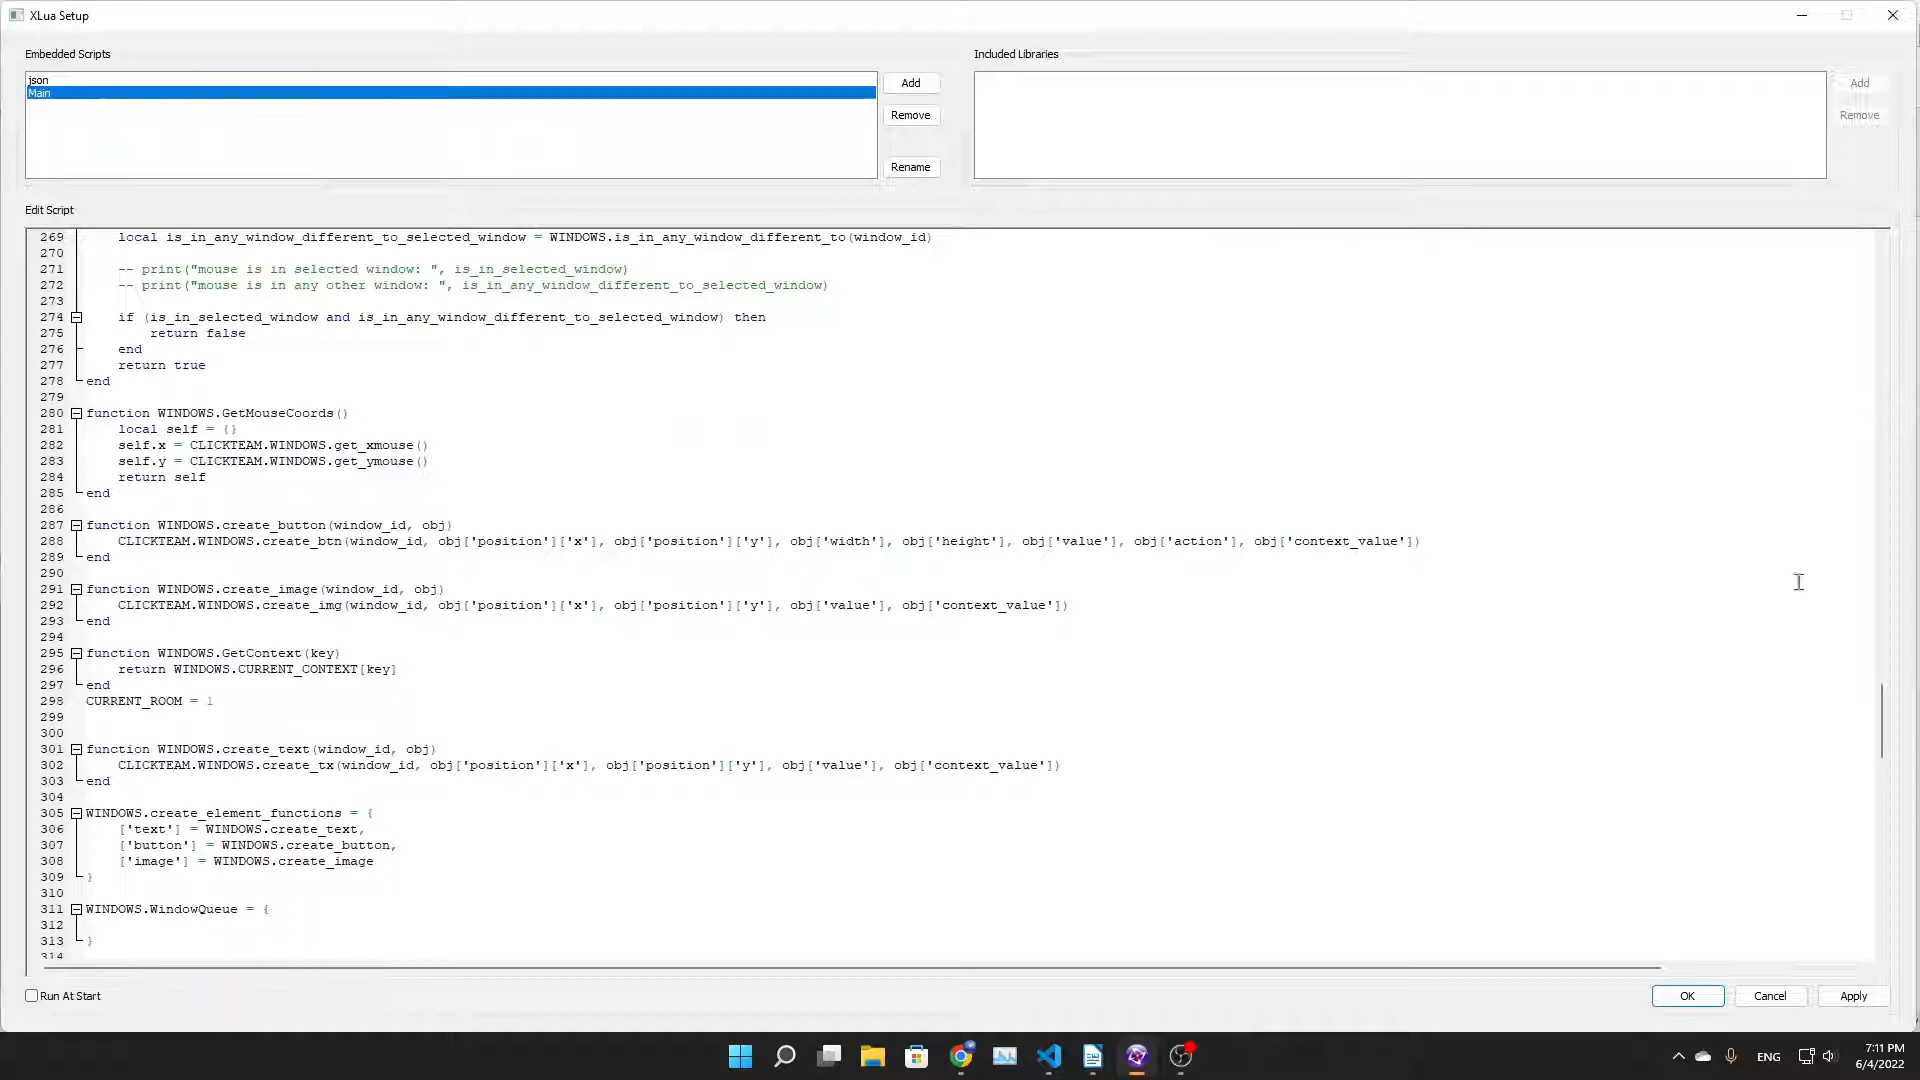 XLua Setup
Embedded Scripts
Included Libraries
json
Main
Add
Remove
Rename
Add
Remove
Edit Script
269     local is_in_any_window_different_to_selected_window = WINDOWS.is_in_any_window_different_to(window_id)
270
271     -- print("mouse is in selected window: ", is_in_selected_window)
272     -- print("mouse is in any other window: ", is_in_any_window_different_to_selected_window)
273
274     if (is_in_selected_window and is_in_any_window_different_to_selected_window) then
275         return false
276     end
277     return true
278 end
279
280 function WINDOWS.GetMouseCoords()
281     local self = {}
282     self.x = CLICKTEAM.WINDOWS.get_xmouse()
283     self.y = CLICKTEAM.WINDOWS.get_ymouse()
284     return self
285 end
286
287 function WINDOWS.create_button(window_id, obj)
288     CLICKTEAM.WINDOWS.create_btn(window_id, obj['position']['x'], obj['position']['y'], obj['width'], obj['height'], obj['value'], obj['action'], obj['context_value'])
289 end
290
291 function WINDOWS.create_image(window_id, obj)
292     CLICKTEAM.WINDOWS.create_img(window_id, obj['position']['x'], obj['position']['y'], obj['value'], obj['context_value'])
293 end
294
295 function WINDOWS.GetContext(key)
296     return WINDOWS.CURRENT_CONTEXT[key]
297 end
298 CURRENT_ROOM = 1
299
300
301 function WINDOWS.create_text(window_id, obj)
302     CLICKTEAM.WINDOWS.create_tx(window_id, obj['position']['x'], obj['position']['y'], obj['value'], obj['context_value'])
303 end
304
305 WINDOWS.create_element_functions = {
306     ['text'] = WINDOWS.create_text,
307     ['button'] = WINDOWS.create_button,
308     ['image'] = WINDOWS.create_image
309 }
310
311 WINDOWS.WindowQueue = {
312
313 }
314
Run At Start
OK
Cancel
Apply
ENG
7:11 PM
6/4/2022